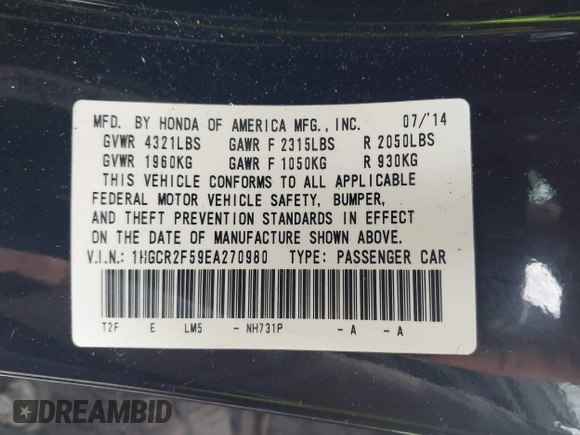 MFD. BY HONDA OF AMERICA MFG., INC. 07/'14
GVWR 4321LBS GAWR F 2315LBS R 2050LBS
GVWR 1960KG GAWR F 1050KG R 930KG
THIS VEHICLE CONFORMS TO ALL APPLICABLE
FEDERAL MOTOR VEHICLE SAFETY, BUMPER,
AND THEFT PREVENTION STANDARDS IN EFFECT
ON THE DATE OF MANUFACTURE SHOWN ABOVE.
V.I.N.: 1HGCR2F59EA270980 TYPE: PASSENGER CAR
T2F E LM5 - NH731P - A - A
DREAMBID